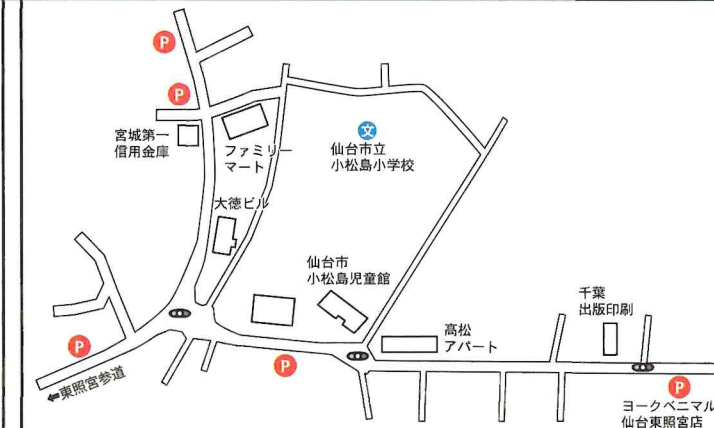 P
P
宮城第一
信用金庫
ファミリー
マート
文
仙台市立
小松島小学校
大徳ビル
仙台市
小松島児童館
千葉
出版印刷
高松
アパート
P
P
P
←東照宮参道
ヨークベニマル
仙台東照宮店